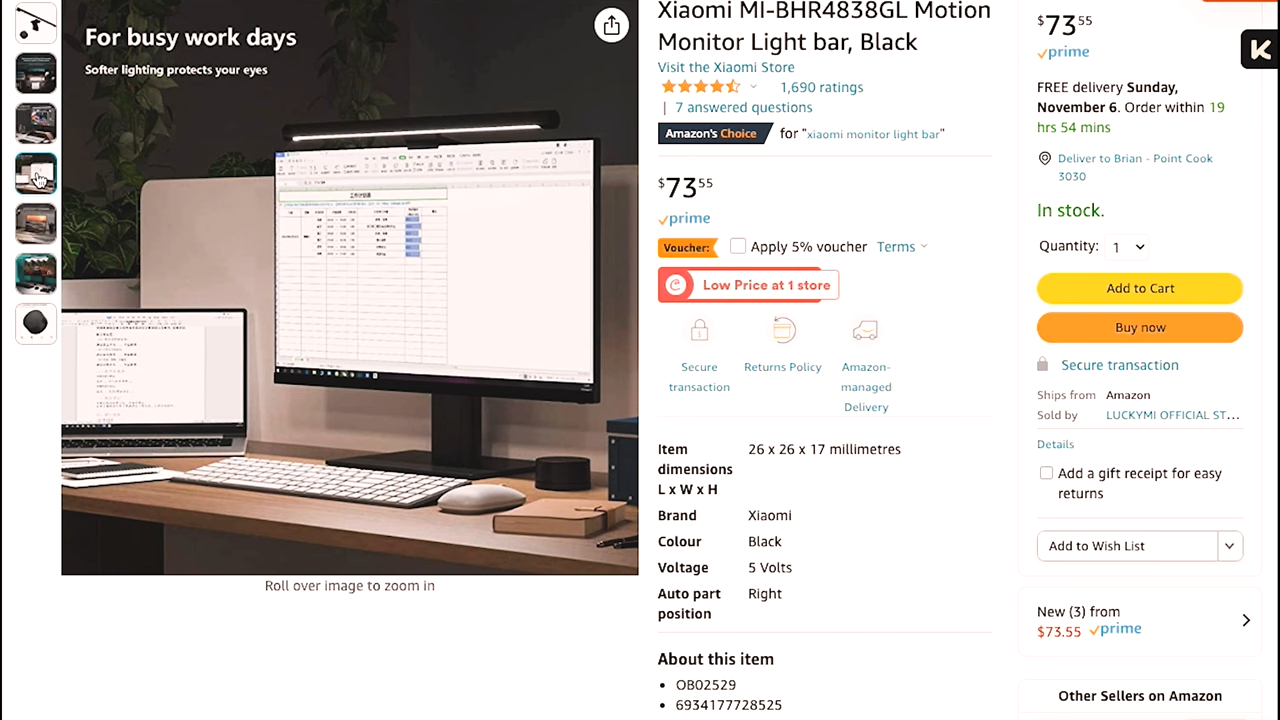 For busy work days
Softer lighting protects your eyes
工作计划表
Roll over image to zoom in
Xiaomi MI-BHR4838GL Motion
Monitor Light bar, Black
Visit the Xiaomi Store
1,690 ratings
| 7 answered questions
Amazon's Choice for "xiaomi monitor light bar"
$73 55
prime
Voucher: Apply 5% voucher Terms
Low Price at 1 store
Secure transaction
Returns Policy
Amazon-managed Delivery
Item dimensions L x W x H 26 x 26 x 17 millimetres
Brand Xiaomi
Colour Black
Voltage 5 Volts
Auto part position Right
About this item
• OB02529
• 6934177728525
$73 55
prime
FREE delivery Sunday,
November 6. Order within 19
hrs 54 mins
Deliver to Brian - Point Cook
3030
In stock.
Quantity: 1
Add to Cart
Buy now
Secure transaction
Ships from Amazon
Sold by LUCKYMI OFFICIAL ST...
Details
Add a gift receipt for easy
returns
Add to Wish List
New (3) from
$73.55 prime
Other Sellers on Amazon